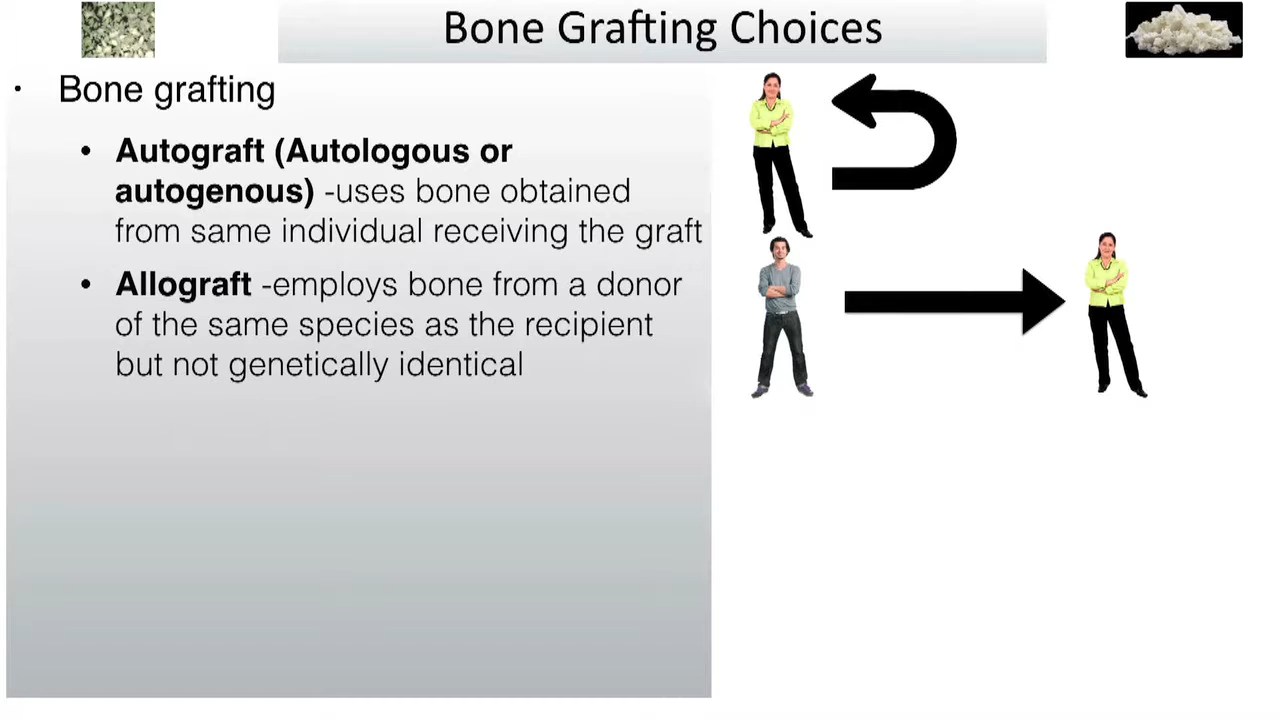 Bone Grafting Choices
· Bone grafting
• Autograft (Autologous or
autogenous) -uses bone obtained
from same individual receiving the graft
• Allograft -employs bone from a donor
of the same species as the recipient
but not genetically identical